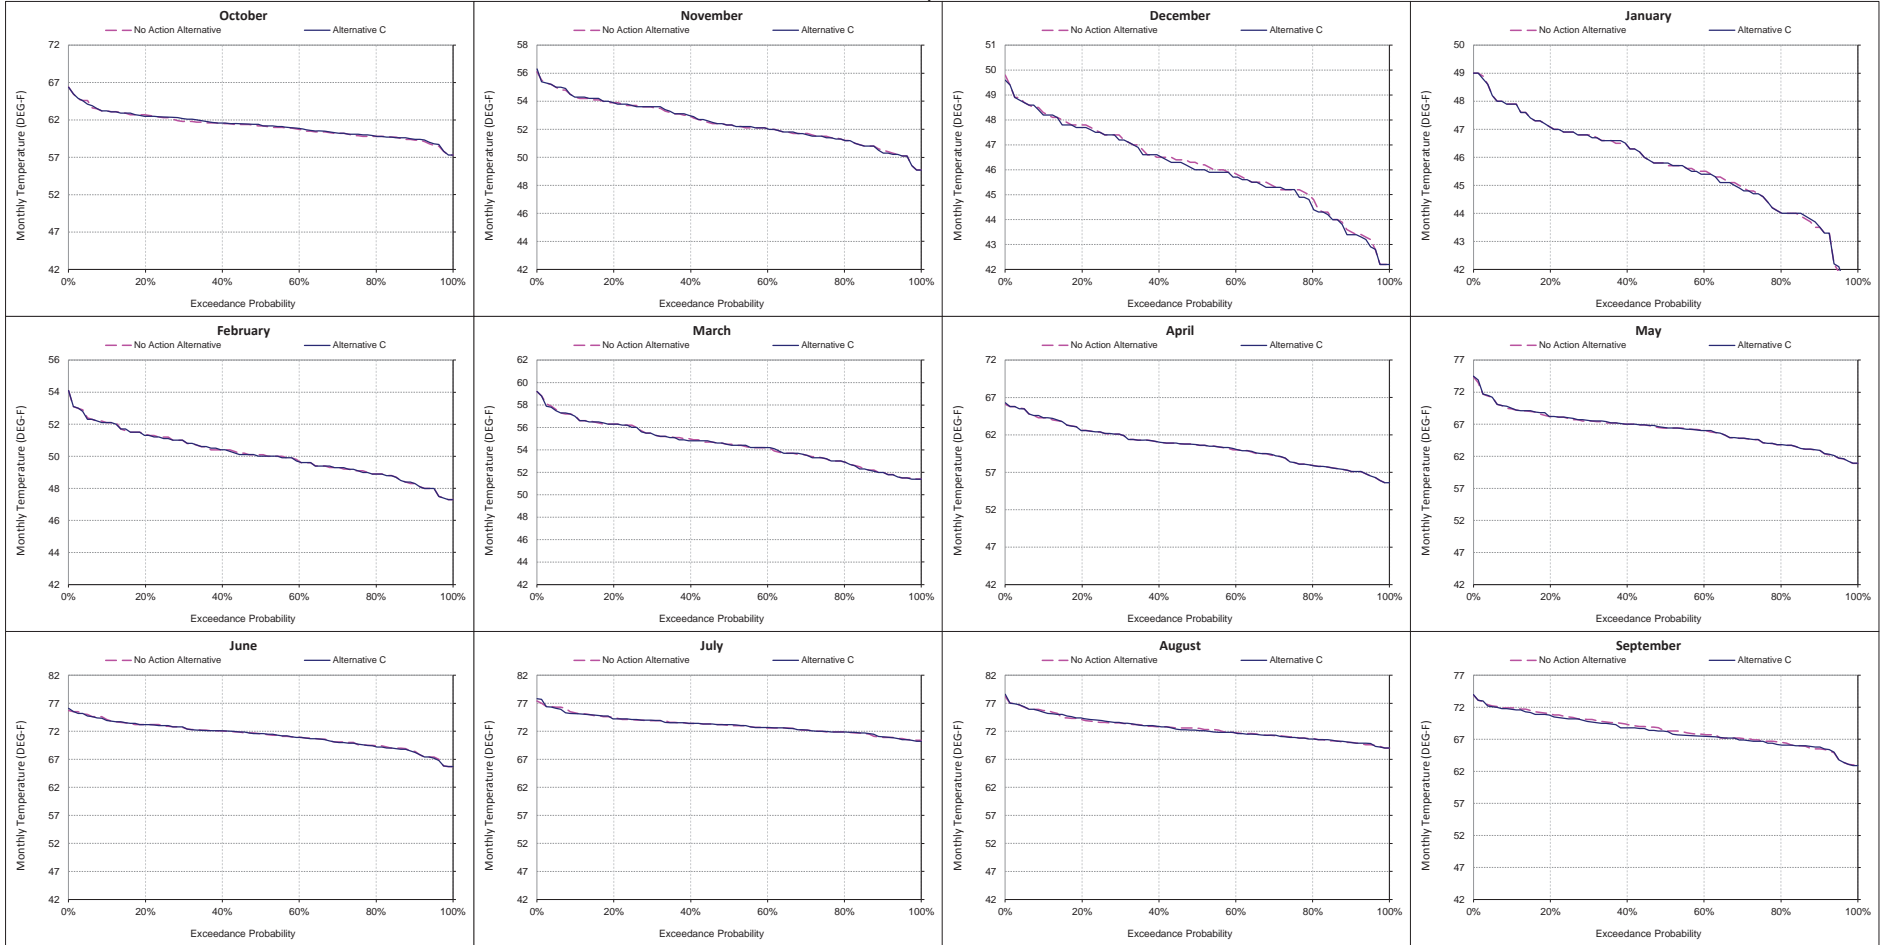 October
No Action Alternative
Alternative C
Monthly Temperature (DEG-F)
72
67
62
57
52
47
42
0%
20%
40%
60%
80%
100%
Exceedance Probability
November
No Action Alternative
Alternative C
Monthly Temperature (DEG-F)
58
56
54
52
50
48
46
44
42
0%
20%
40%
60%
80%
100%
Exceedance Probability
December
No Action Alternative
Alternative C
Monthly Temperature (DEG-F)
51
50
49
48
47
46
45
44
43
42
0%
20%
40%
60%
80%
100%
Exceedance Probability
January
No Action Alternative
Alternative C
Monthly Temperature (DEG-F)
50
49
48
47
46
45
44
43
42
0%
20%
40%
60%
80%
100%
Exceedance Probability
February
No Action Alternative
Alternative C
Monthly Temperature (DEG-F)
56
54
52
50
48
46
44
42
0%
20%
40%
60%
80%
100%
Exceedance Probability
March
No Action Alternative
Alternative C
Monthly Temperature (DEG-F)
62
60
58
56
54
52
50
48
46
44
42
0%
20%
40%
60%
80%
100%
Exceedance Probability
April
No Action Alternative
Alternative C
Monthly Temperature (DEG-F)
72
67
62
57
52
47
42
0%
20%
40%
60%
80%
100%
Exceedance Probability
May
No Action Alternative
Alternative C
Monthly Temperature (DEG-F)
77
72
67
62
57
52
47
42
0%
20%
40%
60%
80%
100%
Exceedance Probability
June
No Action Alternative
Alternative C
Monthly Temperature (DEG-F)
82
77
72
67
62
57
52
47
42
0%
20%
40%
60%
80%
100%
Exceedance Probability
July
No Action Alternative
Alternative C
Monthly Temperature (DEG-F)
82
77
72
67
62
57
52
47
42
0%
20%
40%
60%
80%
100%
Exceedance Probability
August
No Action Alternative
Alternative C
Monthly Temperature (DEG-F)
82
77
72
67
62
57
52
47
42
0%
20%
40%
60%
80%
100%
Exceedance Probability
September
No Action Alternative
Alternative C
Monthly Temperature (DEG-F)
77
72
67
62
57
52
47
42
0%
20%
40%
60%
80%
100%
Exceedance Probability